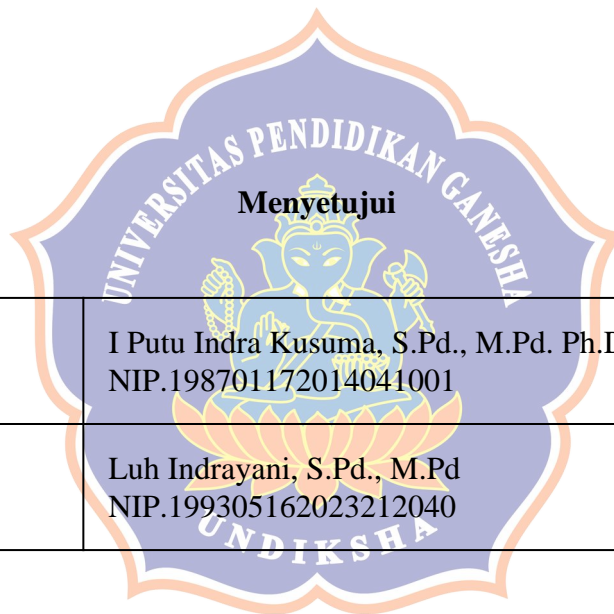 UNIVERSITAS PENDIDIKAN GANESHA
Menyetujui
I Putu Indra Kusuma, S.Pd., M.Pd. Ph.D
NIP.198701172014041001
Luh Indrayani, S.Pd., M.Pd
NIP.199305162023212040
UNDIKSHA